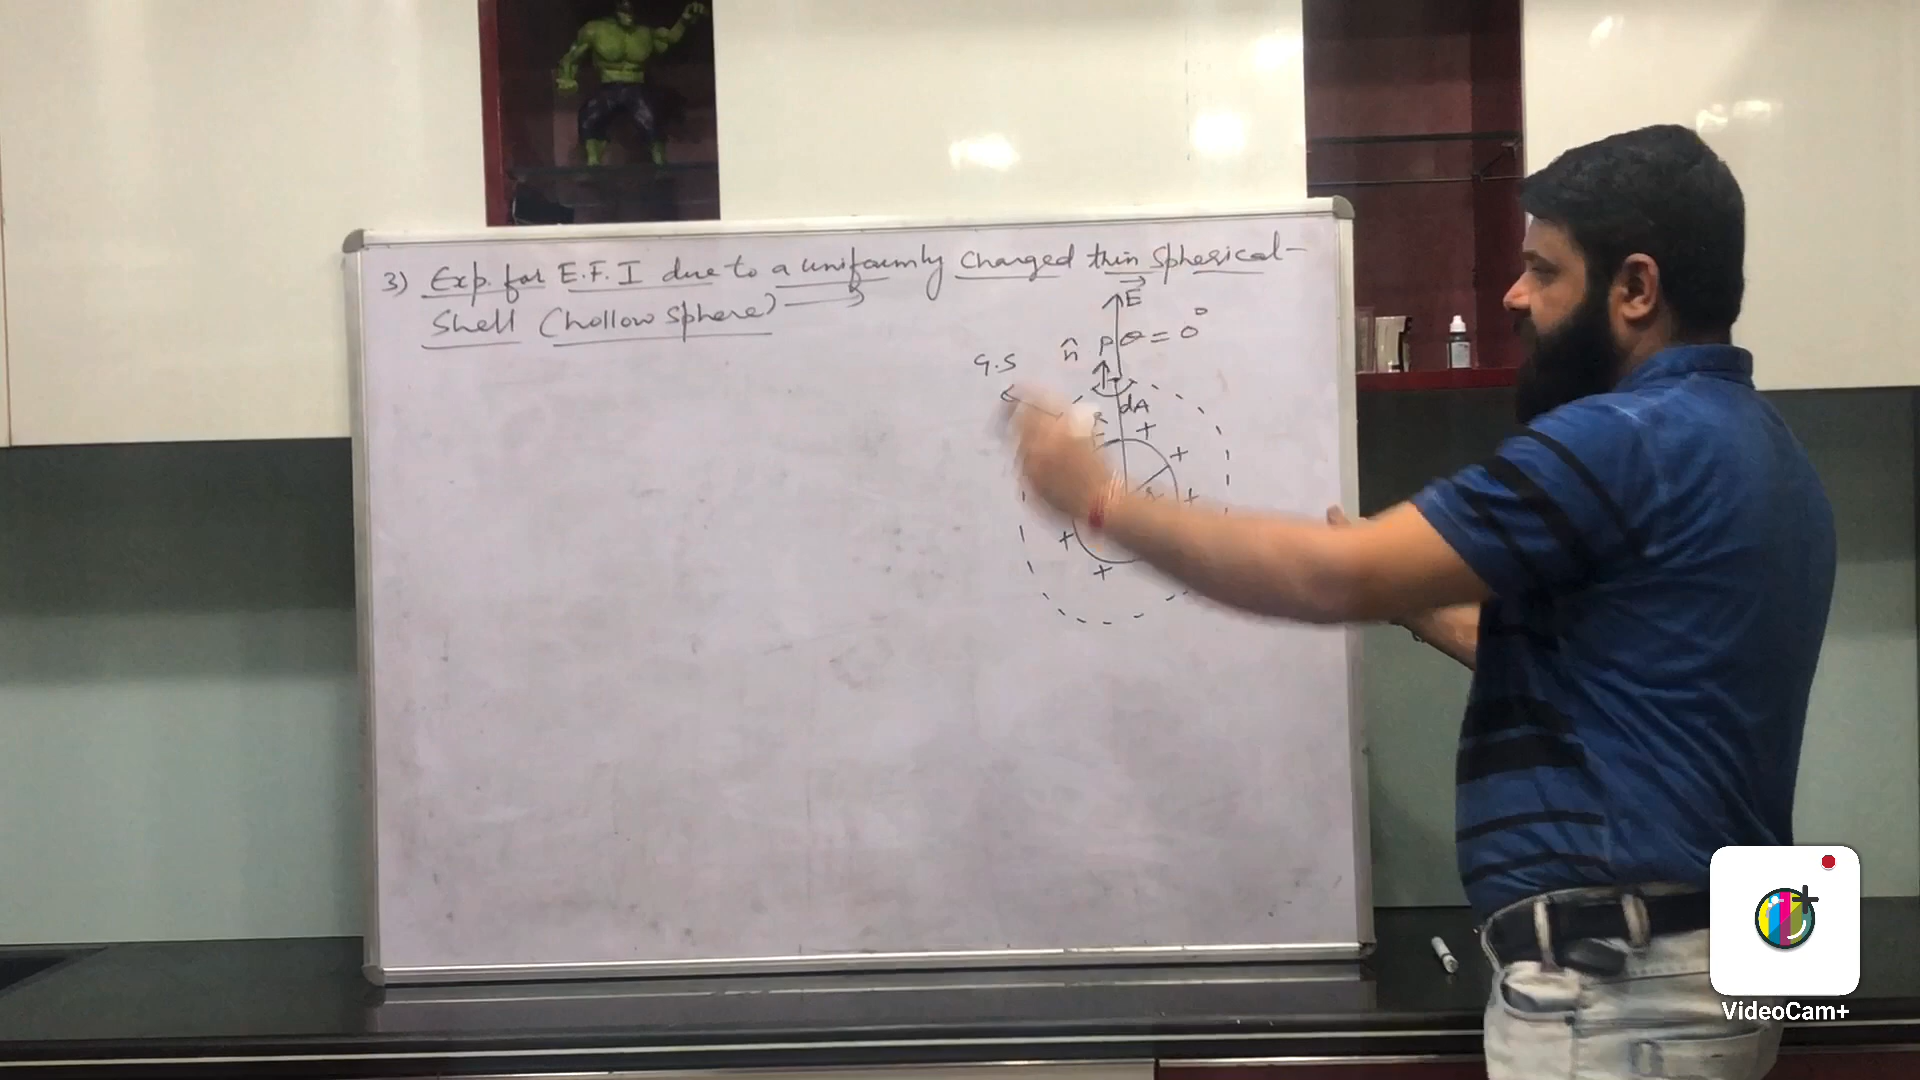 3) Exp. for E.F.I due to a uniformly charged thin spherical-
Shell (hollow sphere)
E
n̂ P θ = 0°
G.S
dA
R
+ + + + +
r
VideoCam+